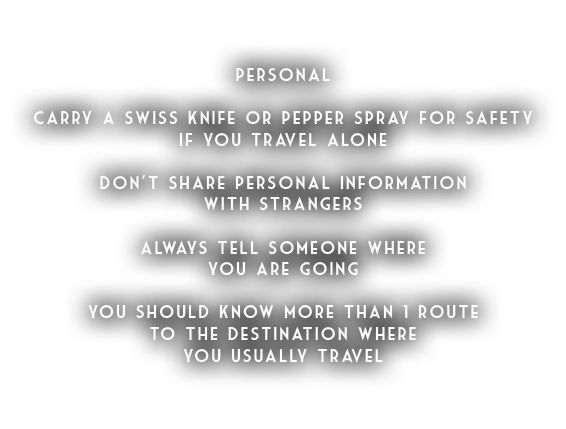 PERSONAL
CARRY A SWISS KNIFE OR PEPPER SPRAY FOR SAFETY
IF YOU TRAVEL ALONE
DON'T SHARE PERSONAL INFORMATION
WITH STRANGERS
ALWAYS TELL SOMEONE WHERE
YOU ARE GOING
YOU SHOULD KNOW MORE THAN 1 ROUTE
TO THE DESTINATION WHERE
YOU USUALLY TRAVEL